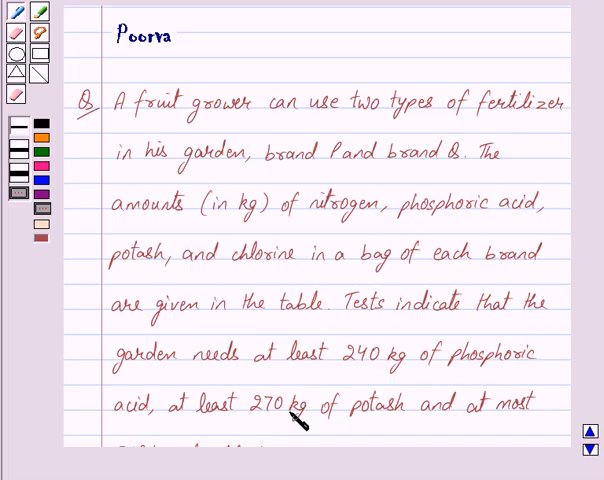 Poorva
Q A fruit grower can use two types of fertilizer
in his garden, brand P and brand Q. The
amounts (in kg) of nitrogen, phosphoric acid,
potash, and chlorine in a bag of each brand
are given in the table. Tests indicate that the
garden needs at least 240 kg of phosphoric
acid, at least 270 kg of potash and at most